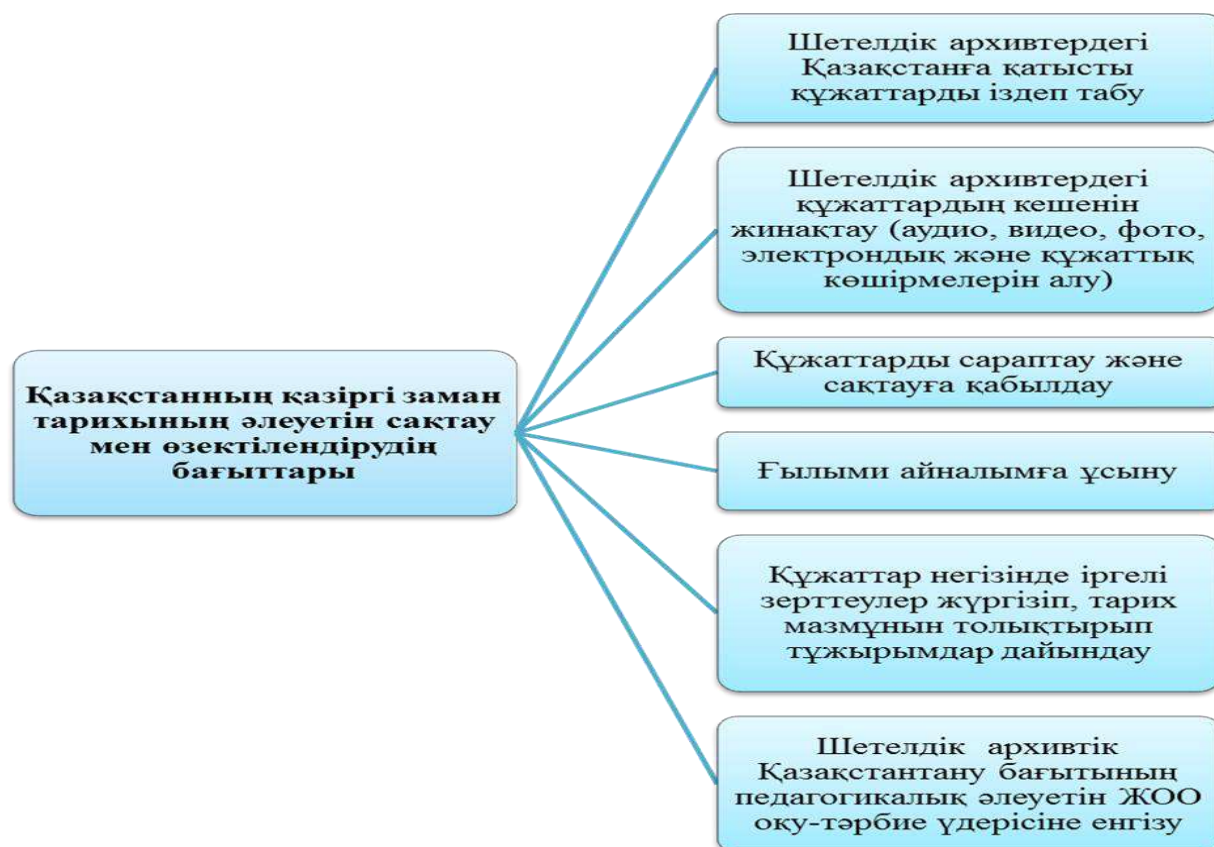 Шетелдік архивтердегі
Қазақстанға қатысты
құжаттарды іздеп табу
Шетелдік архивтердегі
құжаттардың кешенін
жинақтау (аудио, видео, фото,
электрондық және құжаттық
көшірмелерін алу)
Қазақстанның қазіргі заман
тарихының әлеуетін сақтау
мен өзектілендірудің
бағыттары
Құжаттарды сараптау және
сақтауға қабылдау
Ғылыми айналымға ұсыну
Құжаттар негізінде іргелі
зерттеулер жүргізіп, тарих
мазмұнын толықтырып
тұжырымдар дайындау
Шетелдік архивтік
Қазақстантану бағытының
педагогикалық әлеуетін ЖОО
оқу-тәрбие үдерісіне енгізу